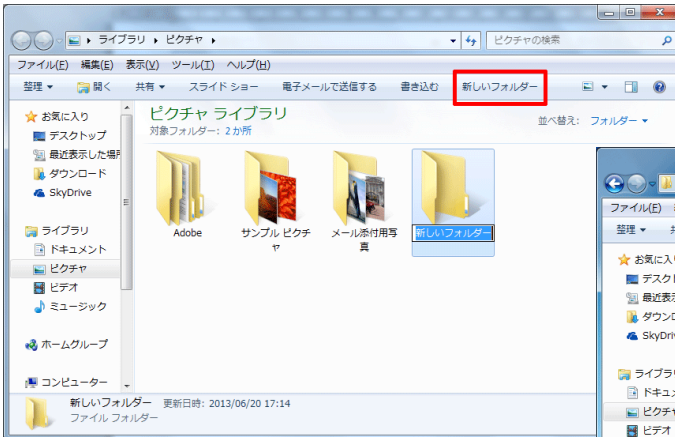 ライブラリ ピクチャ
ピクチャの検索
ファイル(F) 編集(E) 表示(V) ツール(T) ヘルプ(H)
整理 開く 共有 スライド ショー 電子メールで送信する 書き込む 新しいフォルダー
お気に入り
デスクトップ
最近表示した場所
ダウンロード
SkyDrive
ライブラリ
ドキュメント
ピクチャ
ビデオ
ミュージック
ホームグループ
コンピューター
ピクチャ ライブラリ
対象フォルダー: 2 か所
並べ替え: フォルダー
Adobe
サンプル ピクチ
ャ
メール添付用写
真
新しいフォルダー
新しいフォルダー 更新日時: 2013/06/20 17:14
ファイル フォルダー
ファイル(F)
整理
お気に入
デスク
最近表示
ダウンロ
SkyDri
ライブラ
ドキュメ
ピクチャ
ビデオ